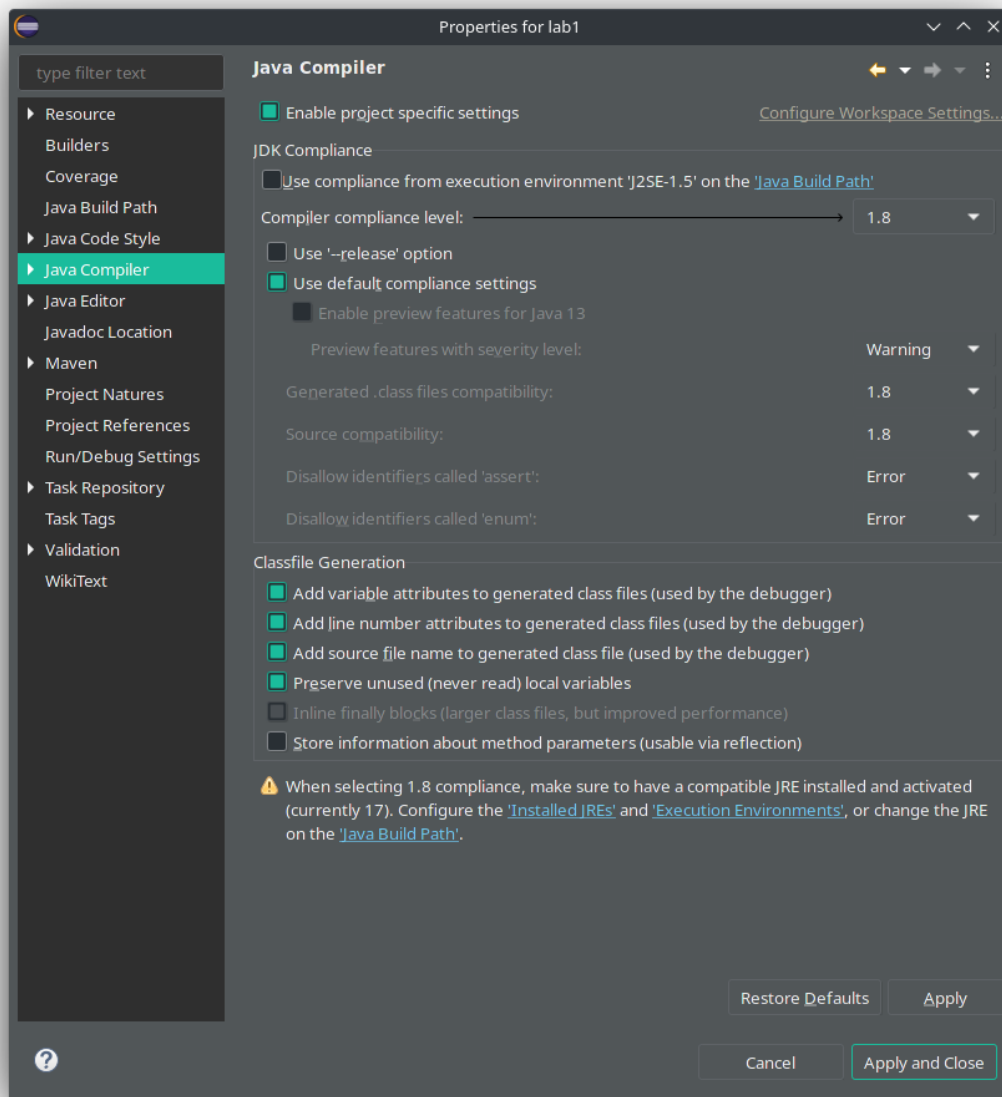 Properties for lab1
type filter text
Resource
Builders
Coverage
Java Build Path
Java Code Style
Java Compiler
Java Editor
Javadoc Location
Maven
Project Natures
Project References
Run/Debug Settings
Task Repository
Task Tags
Validation
WikiText
Java Compiler
Enable project specific settings
Configure Workspace Settings...
JDK Compliance
Use compliance from execution environment 'J2SE-1.5' on the 'Java Build Path'
Compiler compliance level: 1.8
Use '--release' option
Use default compliance settings
Enable preview features for Java 13
Preview features with severity level: Warning
Generated .class files compatibility: 1.8
Source compatibility: 1.8
Disallow identifiers called 'assert': Error
Disallow identifiers called 'enum': Error
Classfile Generation
Add variable attributes to generated class files (used by the debugger)
Add line number attributes to generated class files (used by the debugger)
Add source file name to generated class file (used by the debugger)
Preserve unused (never read) local variables
Inline finally blocks (larger class files, but improved performance)
Store information about method parameters (usable via reflection)
When selecting 1.8 compliance, make sure to have a compatible JRE installed and activated
(currently 17). Configure the 'Installed JREs' and 'Execution Environments', or change the JRE
on the 'Java Build Path'.
Restore Defaults
Apply
?
Cancel
Apply and Close